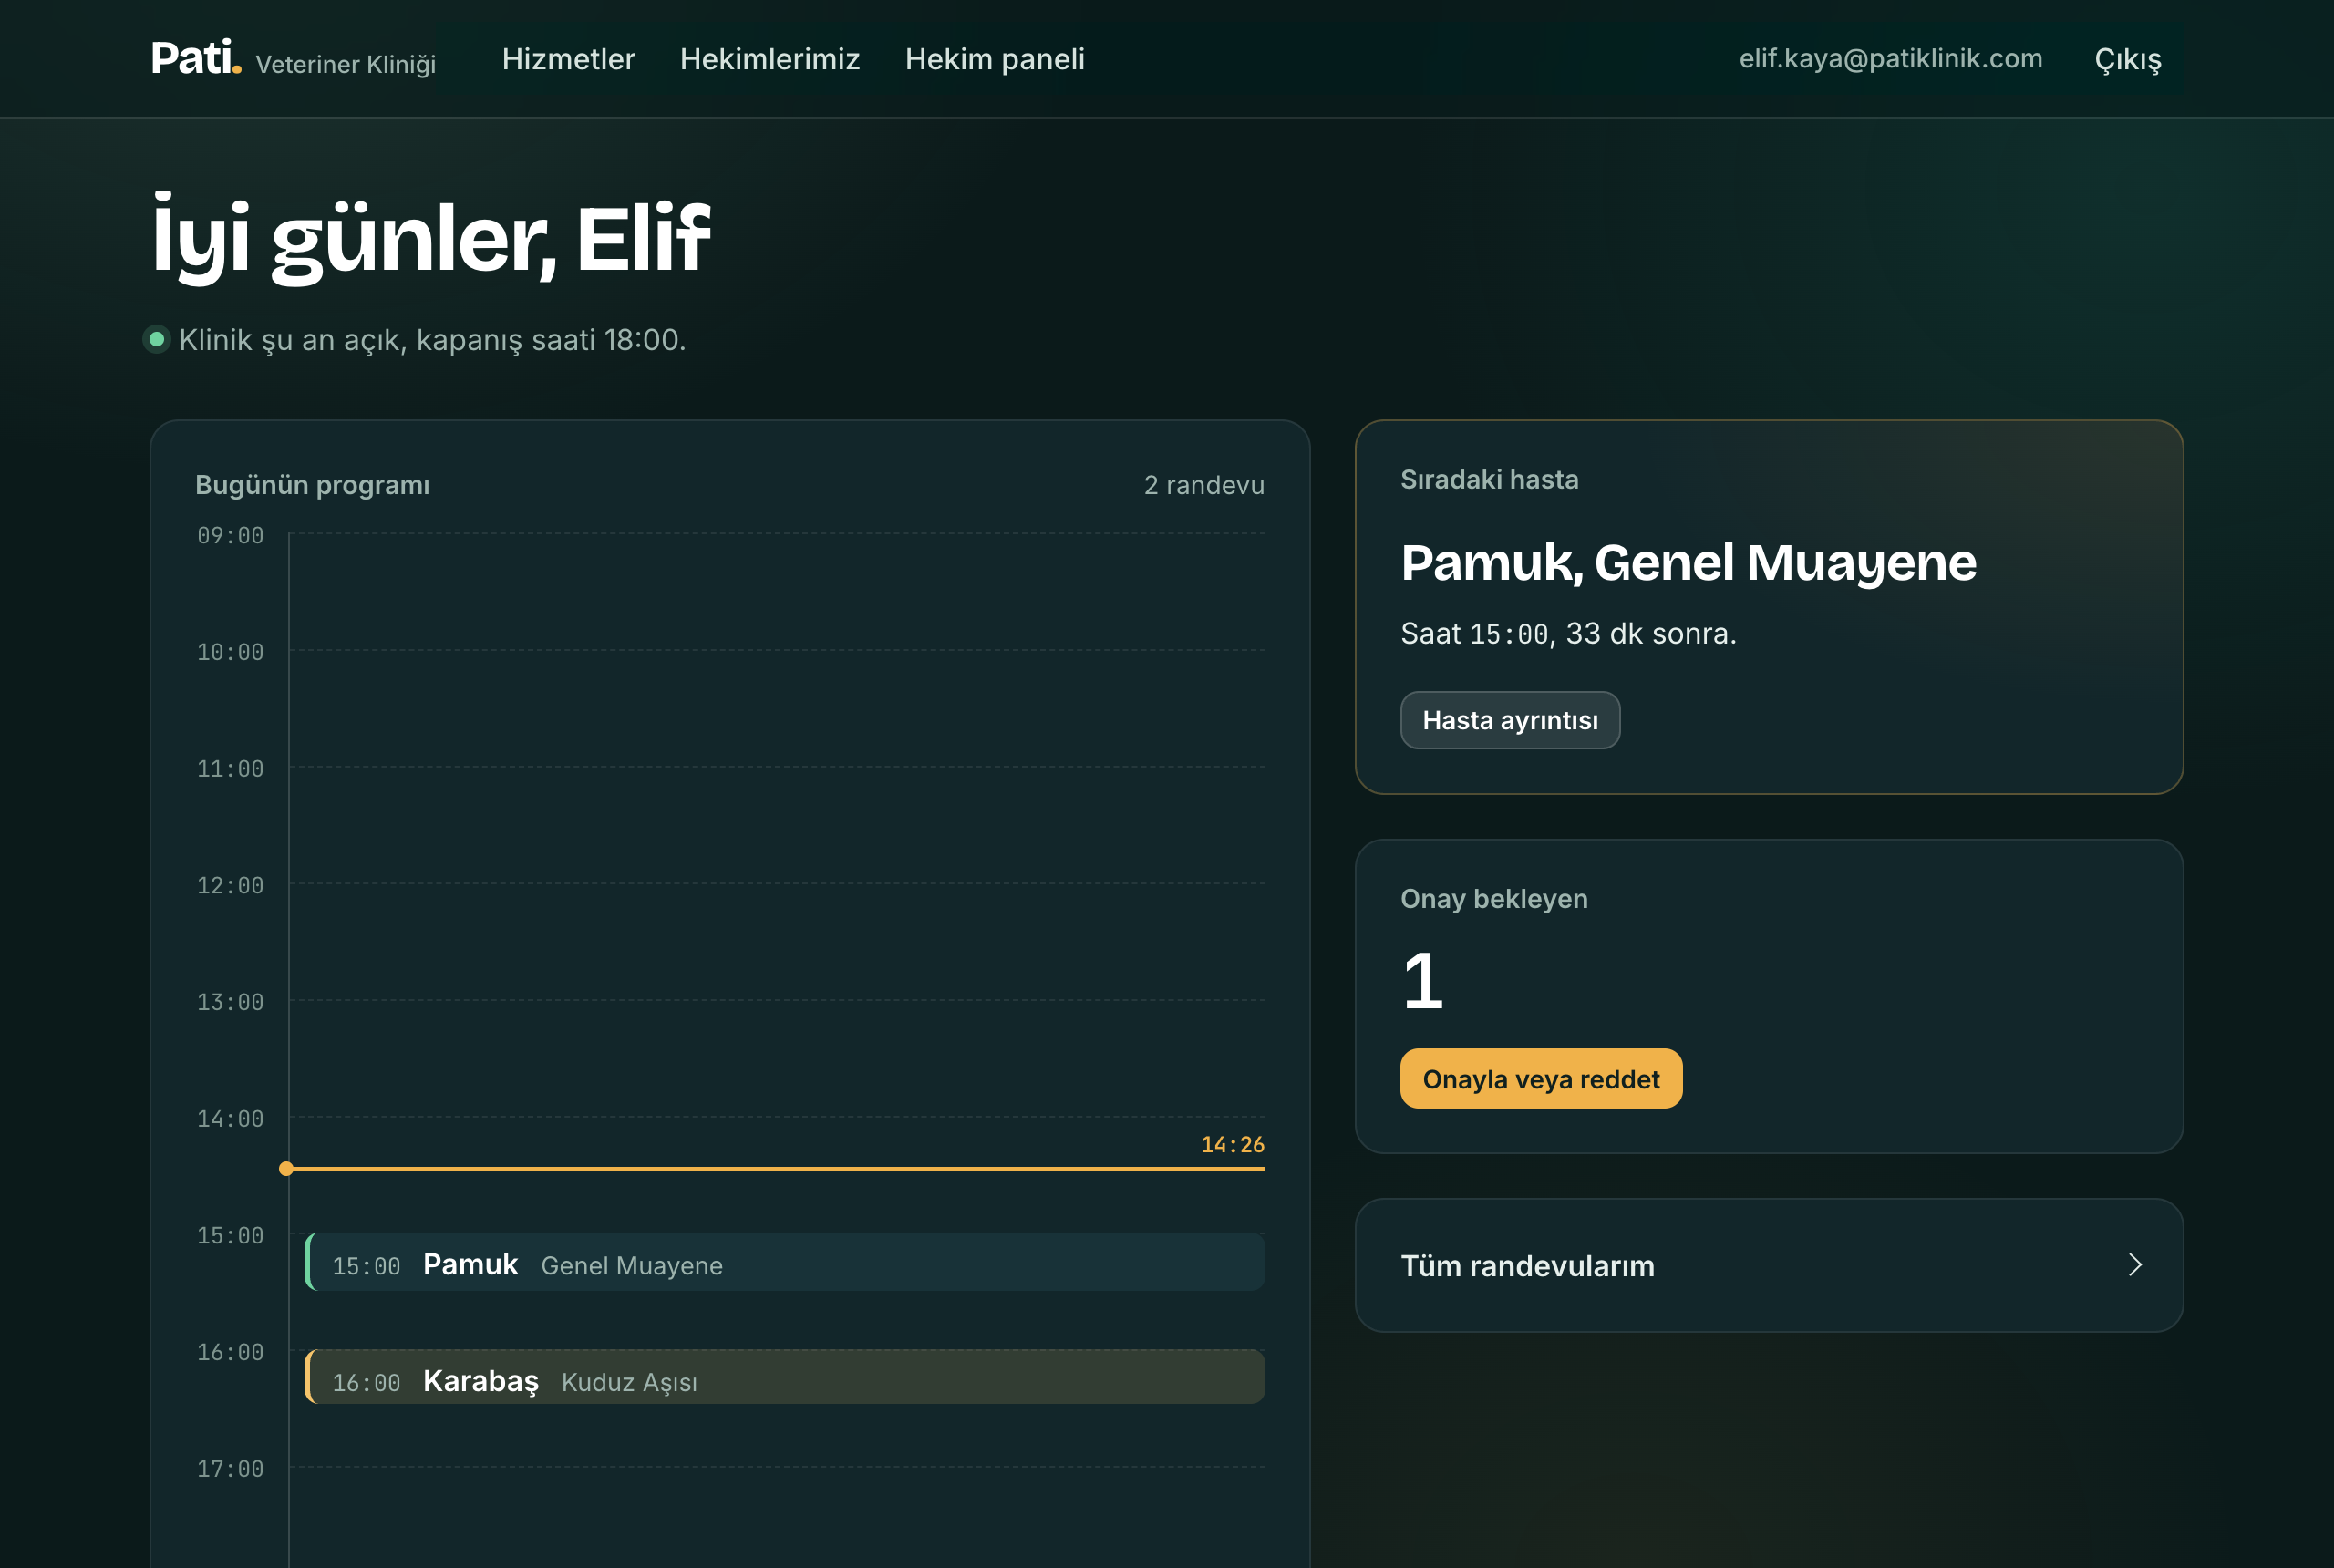 Pati. Veteriner Kliniği
Hizmetler
Hekimlerimiz
Hekim paneli
elif.kaya@patiklinik.com
Çıkış
İyi günler, Elif
Klinik şu an açık, kapanış saati 18:00.
Bugünün programı
2 randevu
09:00
10:00
11:00
12:00
13:00
14:00
14:26
15:00
15:00 Pamuk Genel Muayene
16:00
16:00 Karabaş Kuduz Aşısı
17:00
Sıradaki hasta
Pamuk, Genel Muayene
Saat 15:00, 33 dk sonra.
Hasta ayrıntısı
Onay bekleyen
1
Onayla veya reddet
Tüm randevularım